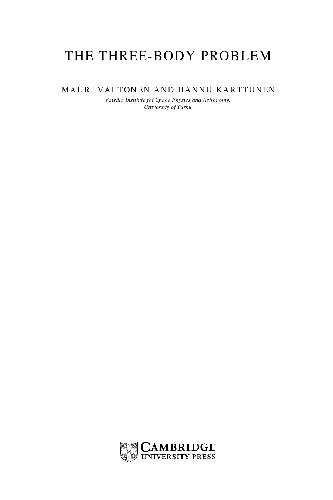 THE THREE-BODY PROBLEM
MAURI VALTONEN AND HANNU KARTTUNEN
Väisälä Institute for Space Physics and Astronomy,
University of Turku
CAMBRIDGE
UNIVERSITY PRESS